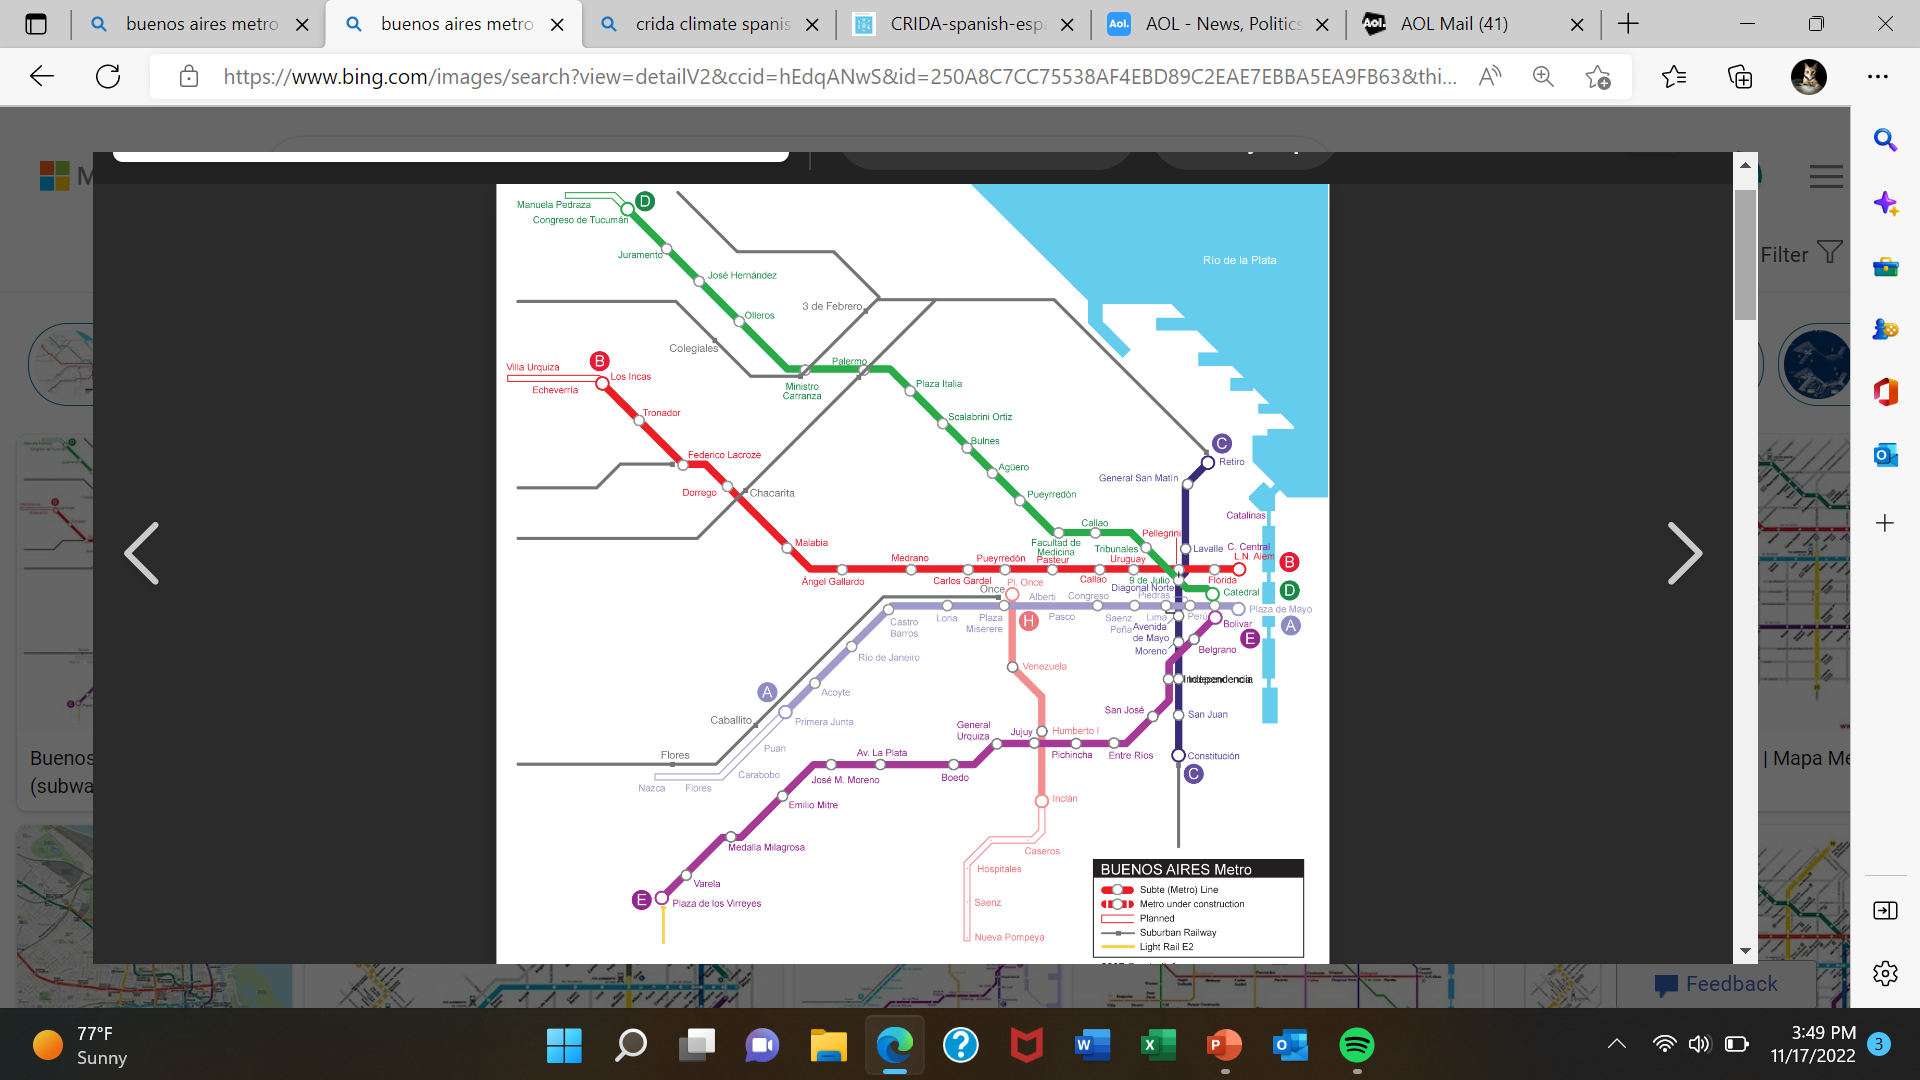 buenos aires metro
buenos aires metro
crida climate spanis
CRIDA-spanish-espa
AOL - News, Politics
AOL Mail (41)
https://www.bing.com/images/search?view=detailV2&ccid=hEdqANwS&id=250A8C7CC75538AF4EBD89C2EAE7EBBA5EA9FB63&thi...
Filter
Manuela Pedraza
D
Congreso de Tucumán
Juramento
José Hernández
Olleros
3 de Febrero
Colegiales
Palermo
Ministro
Carranza
Río de la Plata
B
Villa Urquiza
Los Incas
Echeverría
Tronador
Federico Lacroze
Dorrego
Chacarita
Malabia
Ángel Gallardo
Plaza Italia
Scalabrini Ortiz
Bulnes
Agüero
Pueyrredón
Callao
Facultad de
Medicina
Tribunales
Pellegrini
C
Retiro
General San Matín
Catalinas
Lavalle
C. Central
L.N. Alem
B
Medrano
Carlos Gardel
Pueyrredón
Pasteur
Callao
Uruguay
9 de Julio
Diagonal Norte
Florida
Catedral
D
Once
Pl. Once
Alberti
Congreso
Piedras
Plaza de Mayo
A
Castro
Barros
Loria
Plaza
Miserere
H
Pasco
Saenz
Peña
Lima
Perú
Avenida
de Mayo
Moreno
Bolivar
E
Belgrano
Río de Janeiro
Acoyte
A
Primera Junta
Caballito
Puan
Carabobo
Flores
Nazca
Flores
Venezuela
Independencia
San José
San Juan
General
Urquiza
Jujuy
Humberto I
Pichincha
Entre Ríos
Constitución
C
Av. La Plata
José M. Moreno
Boedo
Emilio Mitre
Medalla Milagrosa
Varela
E
Plaza de los Virreyes
Inclán
Caseros
Hospitales
Saenz
Nueva Pompeya
BUENOS AIRES Metro
Subte (Metro) Line
Metro under construction
Planned
Suburban Railway
Light Rail E2
Buenos
(subwa
| Mapa Me
Feedback
77°F
Sunny
3:49 PM
11/17/2022
3